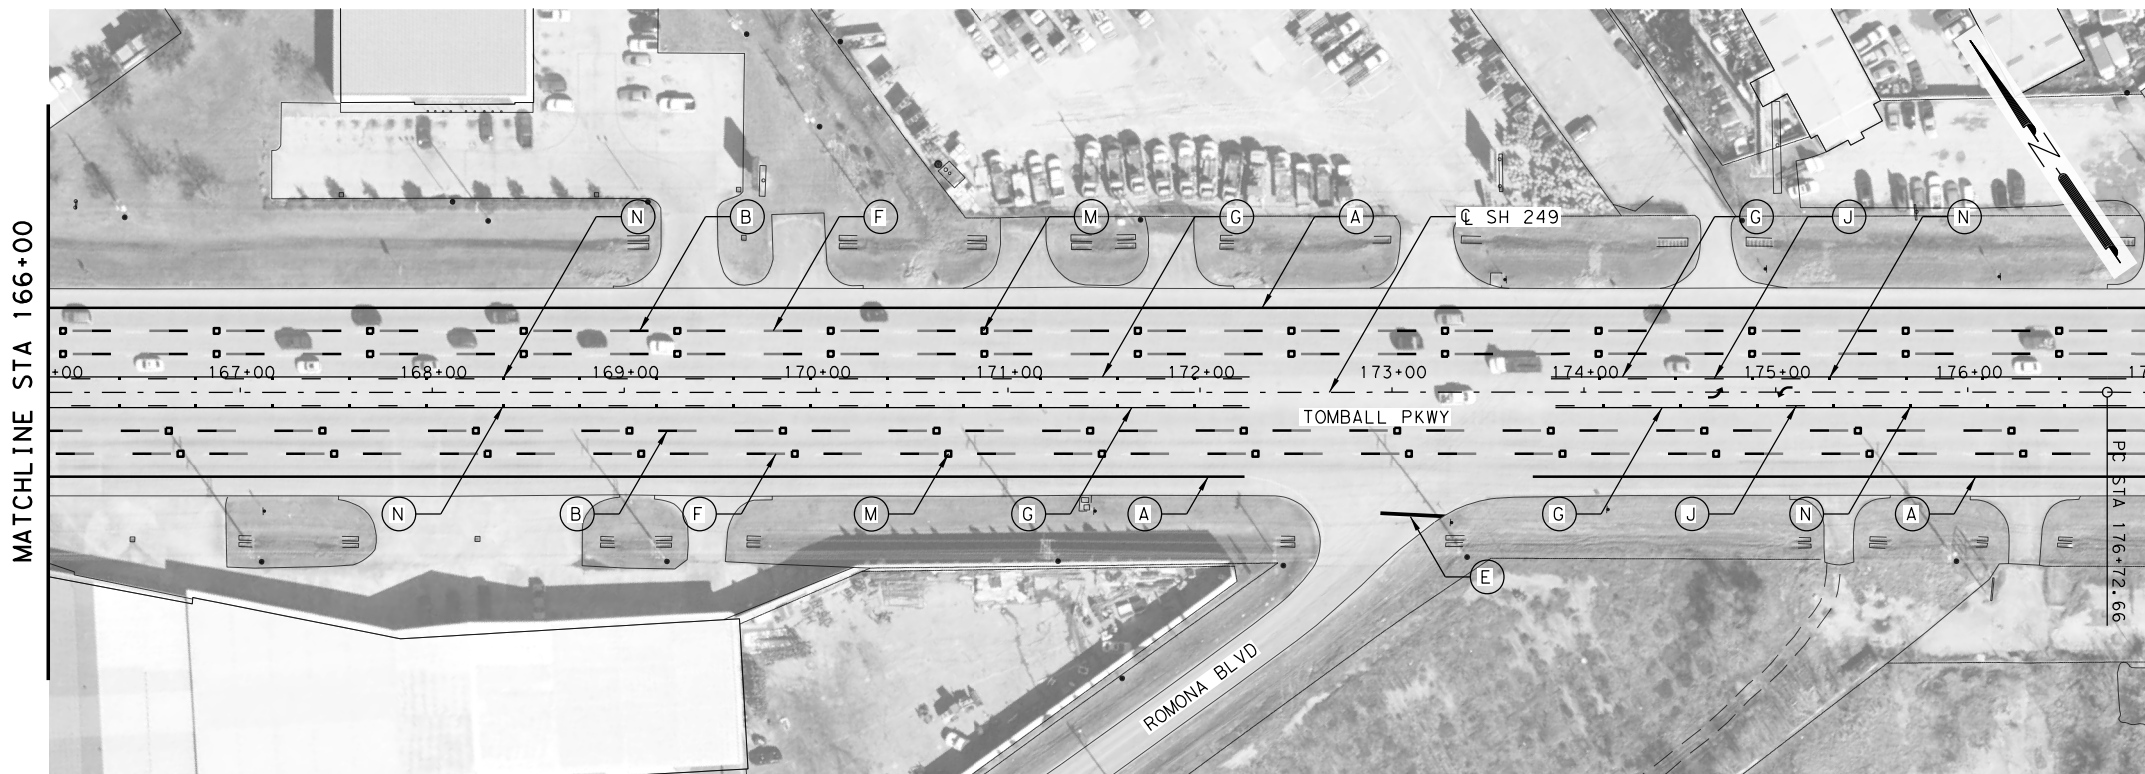 N B F M G A ℄ SH 249 G J N
N
MATCHLINE STA 166+00
+00 167+00 168+00 169+00 170+00 171+00 172+00 173+00 174+00 175+00 176+00 17
TOMBALL PKWY
PC STA 176+72.66
N B F M G A G J N A
E
ROMONA BLVD